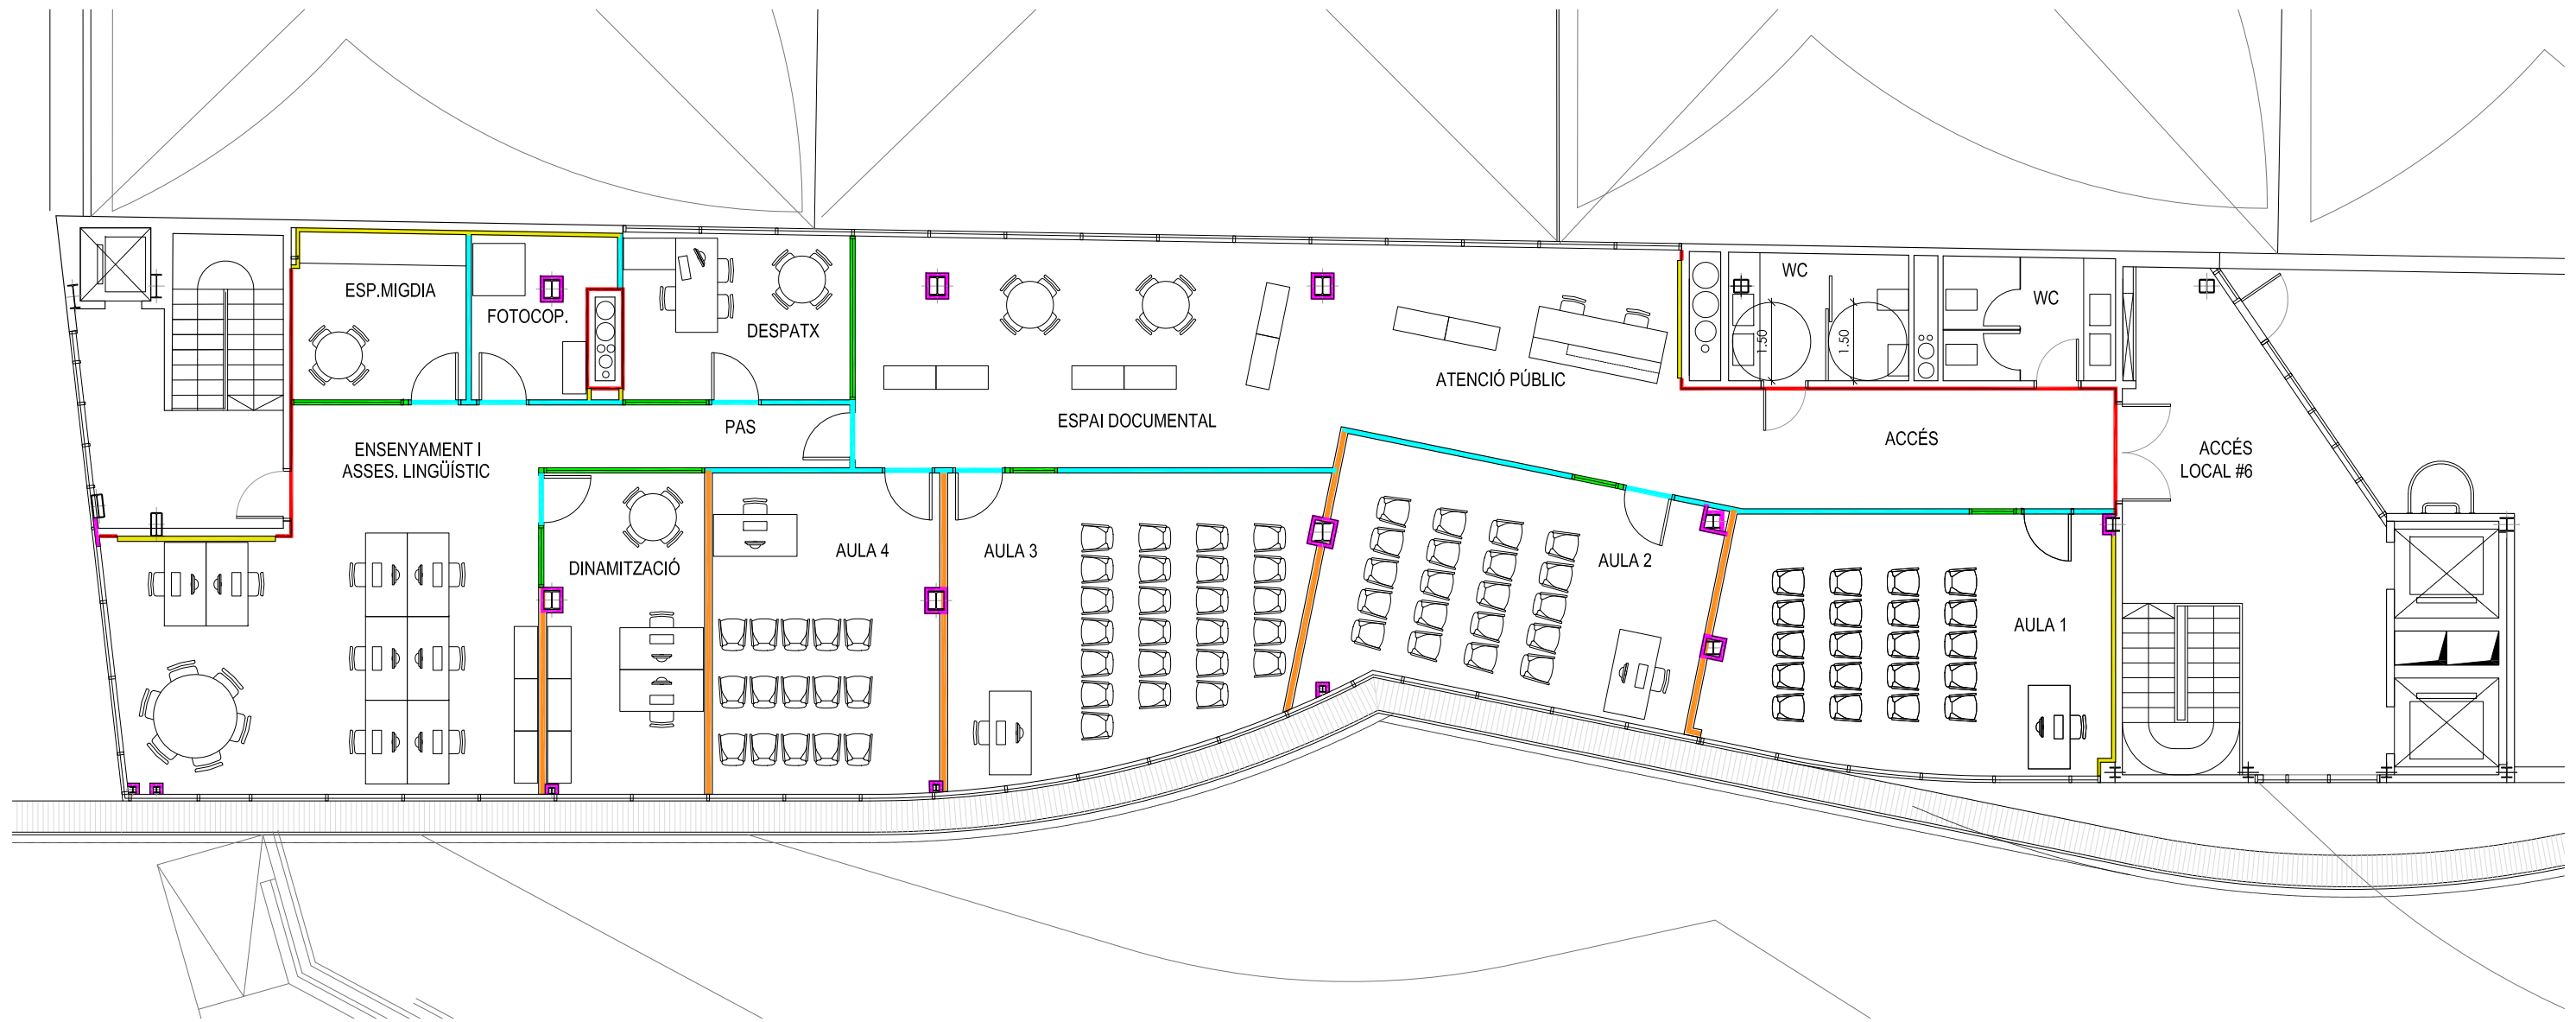 WC
ESP.MIGDIA
WC
FOTOCOP.
DESPATX
1.50
1.50
ATENCIÓ PÚBLIC
ESPAI DOCUMENTAL
PAS
ACCÉS
ENSENYAMENT I
ASSES. LINGÜÍSTIC
ACCÉS
LOCAL #6
AULA 4
AULA 3
AULA 2
DINAMITZACIÓ
AULA 1